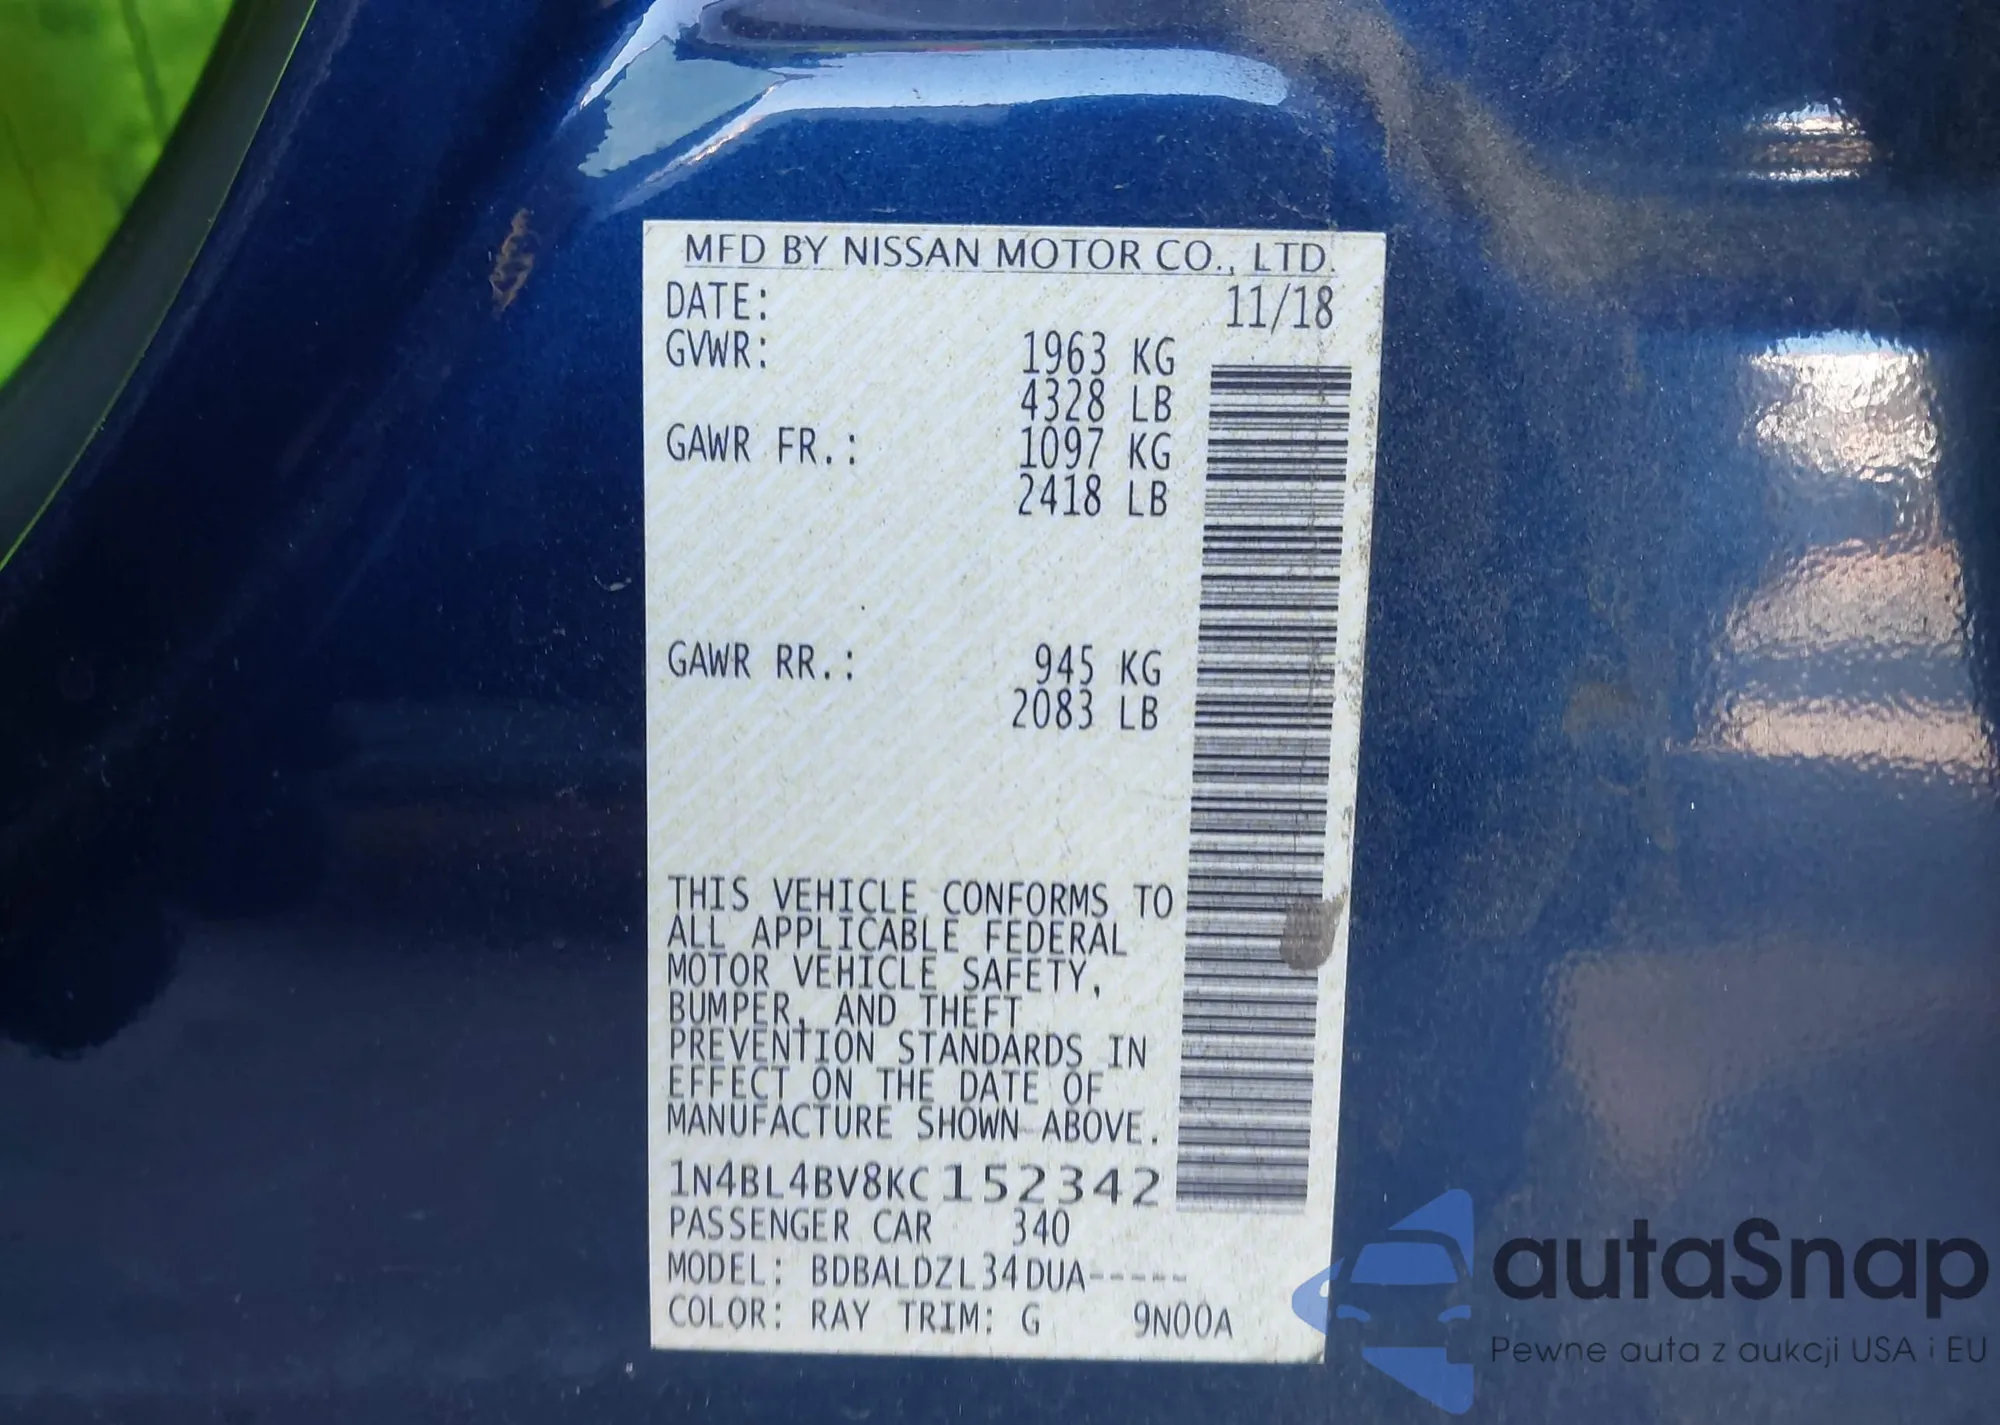 MFD BY NISSAN MOTOR CO., LTD.
DATE: 11/18
GVWR: 1963 KG
4328 LB
GAWR FR.: 1097 KG
2418 LB
GAWR RR.: 945 KG
2083 LB
THIS VEHICLE CONFORMS TO
ALL APPLICABLE FEDERAL
MOTOR VEHICLE SAFETY,
BUMPER, AND THEFT
PREVENTION STANDARDS IN
EFFECT ON THE DATE OF
MANUFACTURE SHOWN ABOVE.
1N4BL4BV8KC152342
PASSENGER CAR 340
MODEL: BDBALDZL34DUA-----
COLOR: RAY TRIM: G 9N00A
autaSnap
Pewne auta z aukcji USA i EU